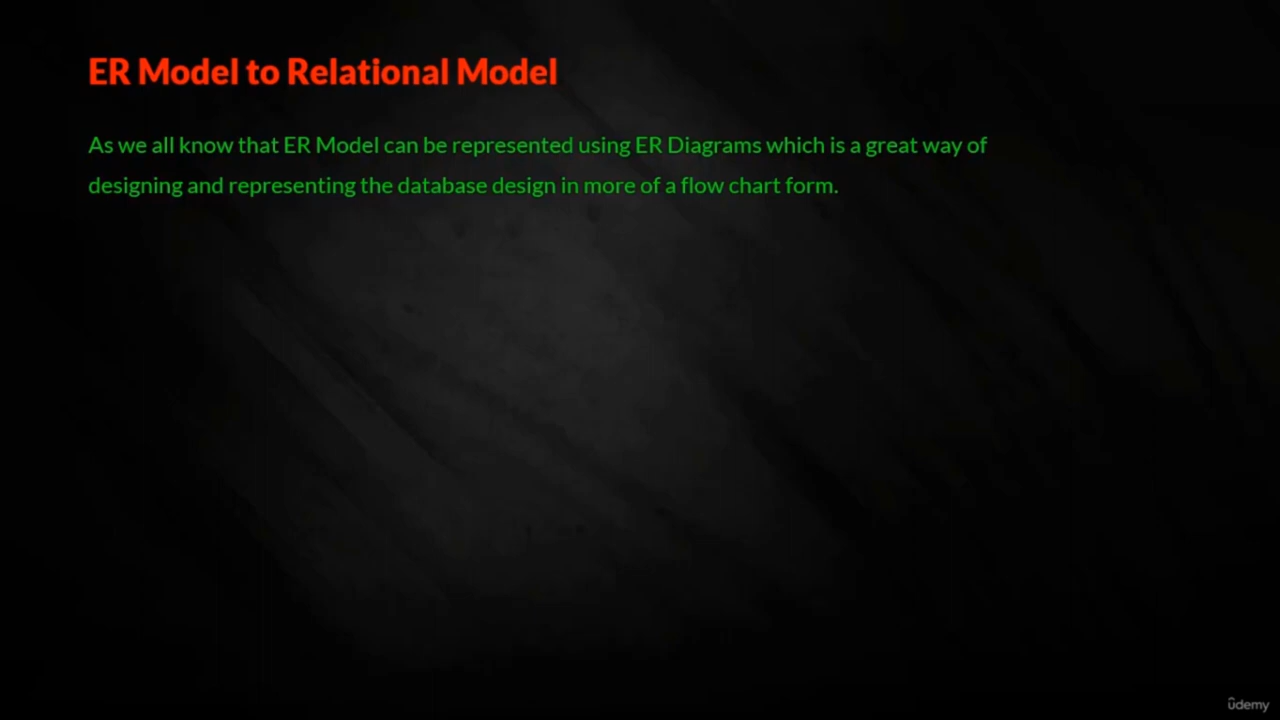 ER Model to Relational Model
As we all know that ER Model can be represented using ER Diagrams which is a great way of
designing and representing the database design in more of a flow chart form.
ûdemy